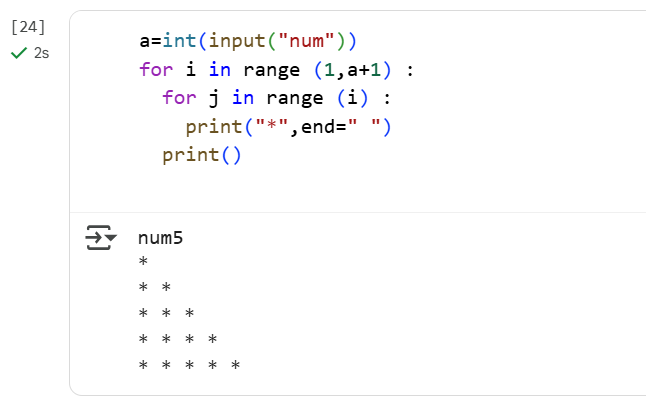 [24]
2s
a=int(input("num"))
for i in range (1,a+1) :
  for j in range (i) :
    print("*",end=" ")
  print()
num5
*
* *
* * *
* * * *
* * * * *